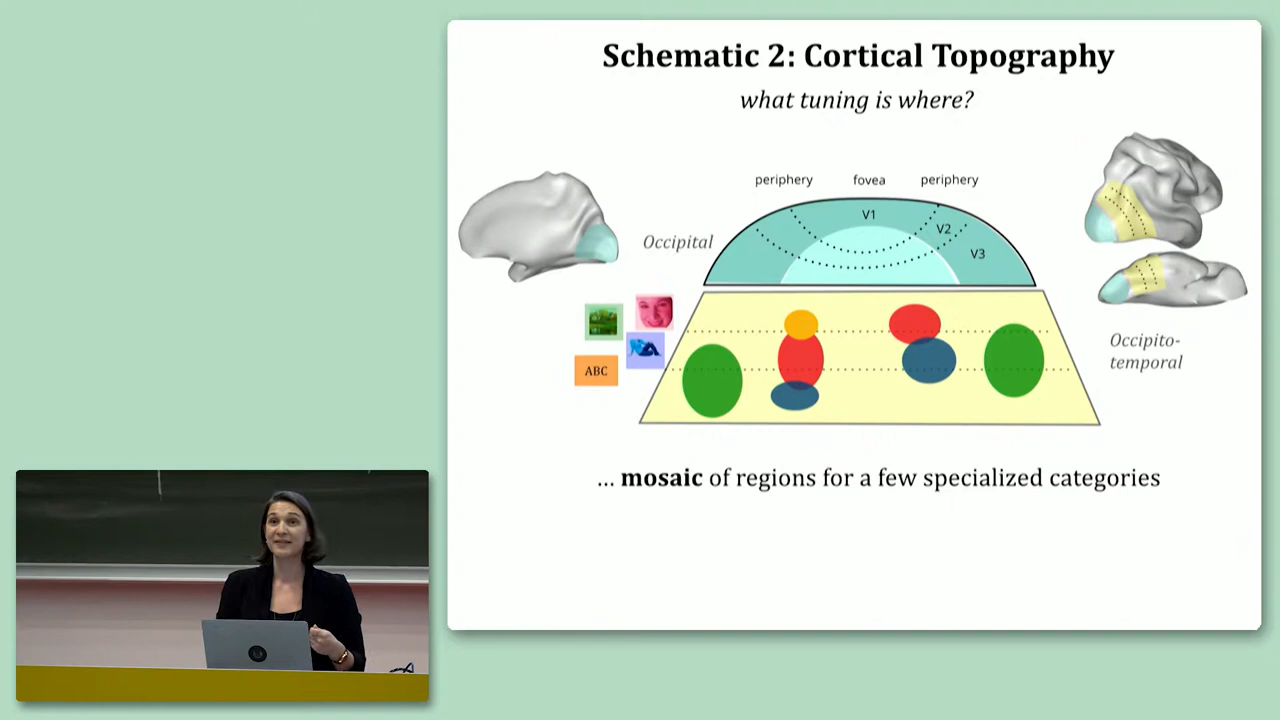 Schematic 2: Cortical Topography
what tuning is where?
periphery fovea periphery
V1
V2
V3
Occipital
ABC
Occipito-
temporal
... mosaic of regions for a few specialized categories